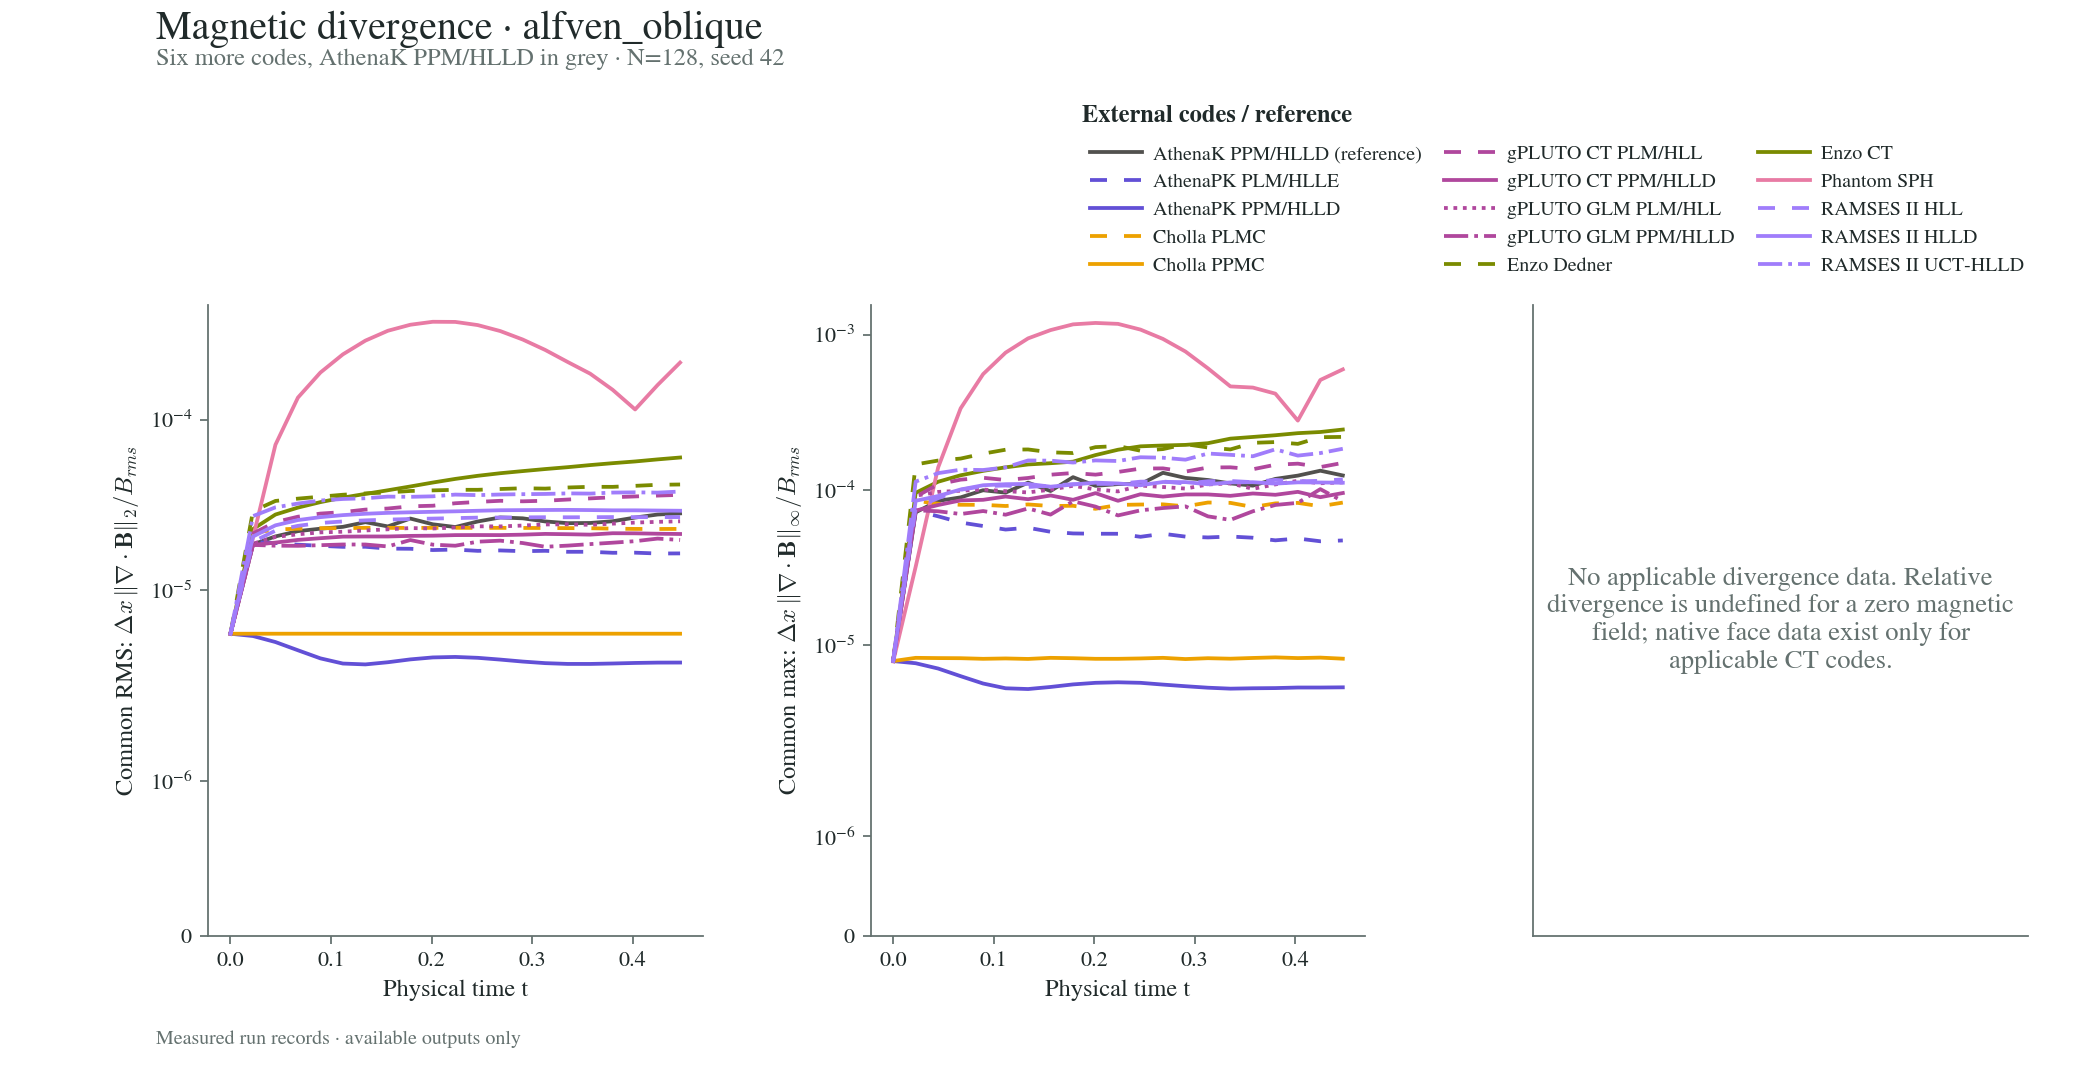 Magnetic divergence · alfven_oblique
Six more codes, AthenaK PPM/HLLD in grey · N=128, seed 42
External codes / reference
AthenaK PPM/HLLD (reference)
AthenaPK PLM/HLLE
AthenaPK PPM/HLLD
Cholla PLMC
Cholla PPMC
gPLUTO CT PLM/HLL
gPLUTO CT PPM/HLLD
gPLUTO GLM PLM/HLL
gPLUTO GLM PPM/HLLD
Enzo Dedner
Enzo CT
Phantom SPH
RAMSES II HLL
RAMSES II HLLD
RAMSES II UCT-HLLD
Common RMS: Δx ‖∇ · B‖₂/B_rms
10⁻⁴
10⁻⁵
10⁻⁶
0
0.0 0.1 0.2 0.3 0.4
Physical time t
Common max: Δx ‖∇ · B‖∞/B_rms
10⁻³
10⁻⁴
10⁻⁵
10⁻⁶
0
0.0 0.1 0.2 0.3 0.4
Physical time t
No applicable divergence data. Relative
divergence is undefined for a zero magnetic
field; native face data exist only for
applicable CT codes.
Measured run records · available outputs only